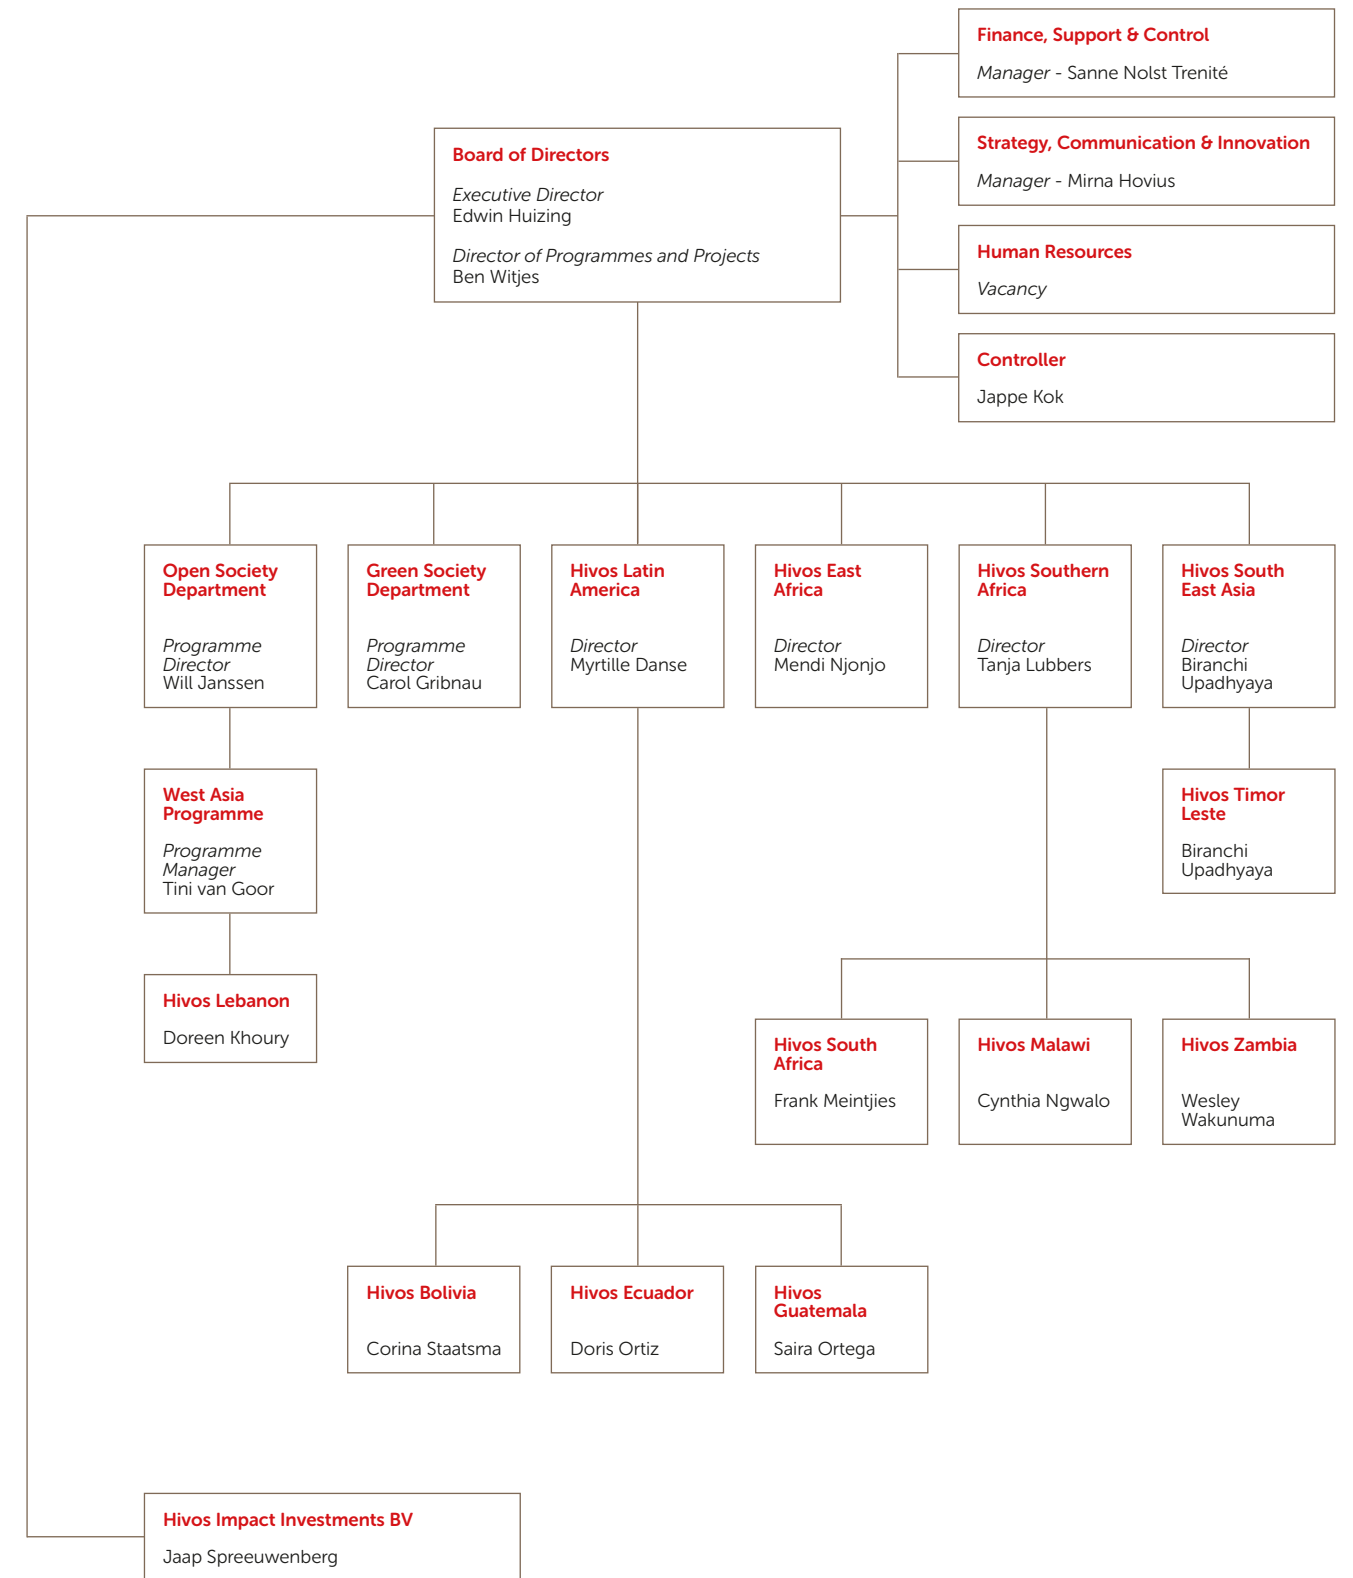 Finance, Support & Control
Manager - Sanne Nolst Trenité
Strategy, Communication & Innovation
Manager - Mirna Hovius
Human Resources
Vacancy
Controller
Jappe Kok
Board of Directors
Executive Director
Edwin Huizing
Director of Programmes and Projects
Ben Witjes
Open Society
Department
Programme
Director
Will Janssen
Green Society
Department
Programme
Director
Carol Gribnau
Hivos Latin
America
Director
Myrtille Danse
Hivos East
Africa
Director
Mendi Njonjo
Hivos Southern
Africa
Director
Tanja Lubbers
Hivos South
East Asia
Director
Biranchi
Upadhyaya
West Asia
Programme
Programme
Manager
Tini van Goor
Hivos Timor
Leste
Biranchi
Upadhyaya
Hivos Lebanon
Doreen Khoury
Hivos South
Africa
Frank Meintjies
Hivos Malawi
Cynthia Ngwalo
Hivos Zambia
Wesley
Wakunuma
Hivos Bolivia
Corina Staatsma
Hivos Ecuador
Doris Ortiz
Hivos
Guatemala
Saira Ortega
Hivos Impact Investments BV
Jaap Spreeuwenberg